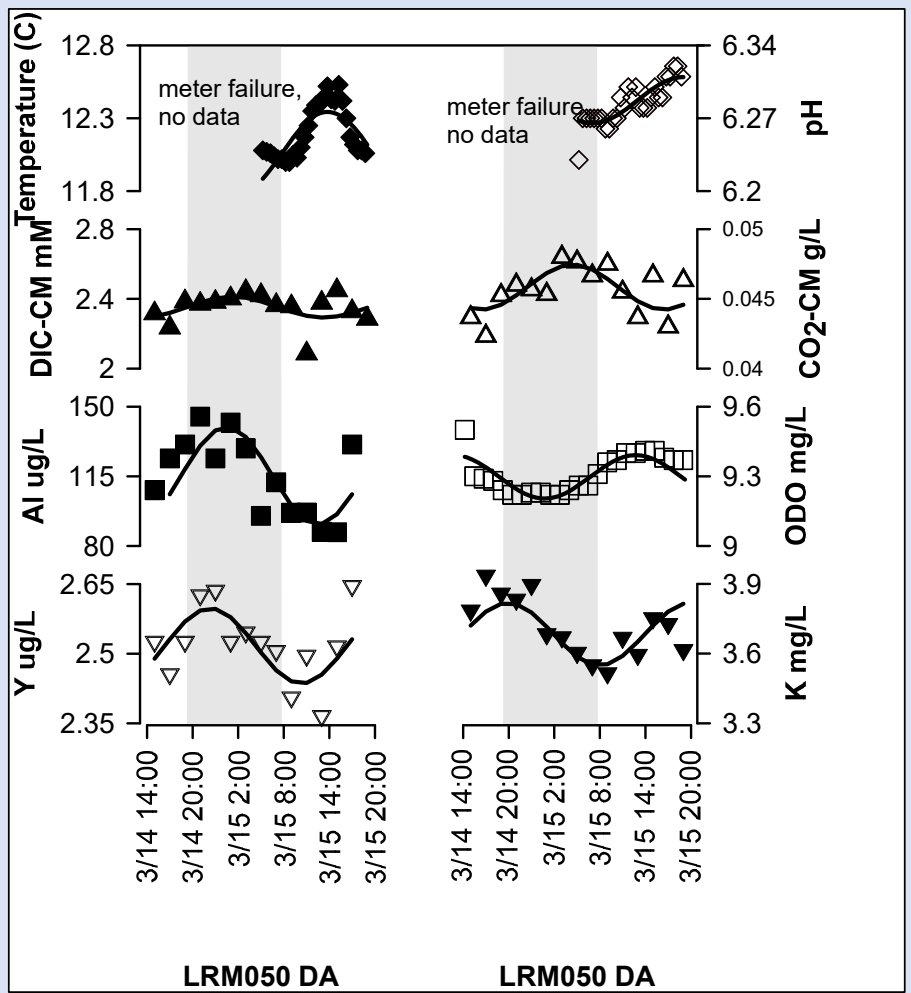 Temperature (C)
12.8
12.3
11.8
meter failure,
no data
meter failure,
no data
6.34
6.27
6.2
pH
DIC-CM mM
2.8
2.4
2
0.05
0.045
0.04
CO2-CM g/L
Al ug/L
150
115
80
9.6
9.3
9
ODO mg/L
Y ug/L
2.65
2.5
2.35
3.9
3.6
3.3
K mg/L
3/14 14:00
3/14 20:00
3/15 2:00
3/15 8:00
3/15 14:00
3/15 20:00
3/14 14:00
3/14 20:00
3/15 2:00
3/15 8:00
3/15 14:00
3/15 20:00
LRM050 DA
LRM050 DA